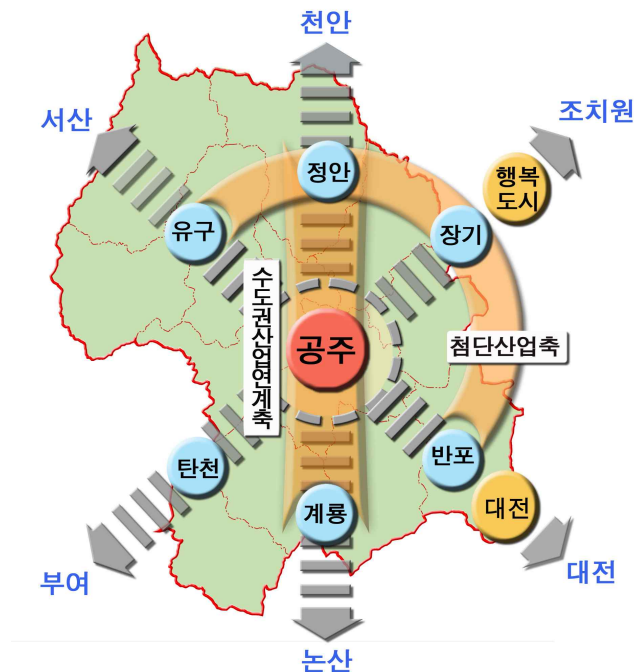 천안
서산
조치원
정안
행복
도시
유구
장기
수도권산업연계축
공주
첨단산업축
탄천
반포
계룡
대전
부여
대전
논산